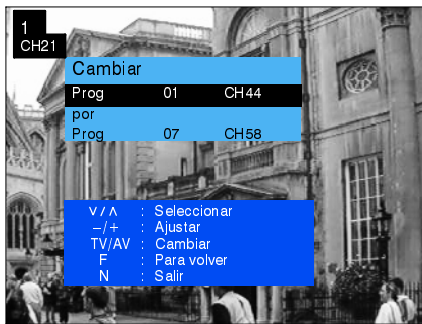 1
CH21
Cambiar
Prog 01 CH44
por
Prog 07 CH58
∨/∧ : Seleccionar
–/+ : Ajustar
TV/AV : Cambiar
F : Para volver
N : Salir